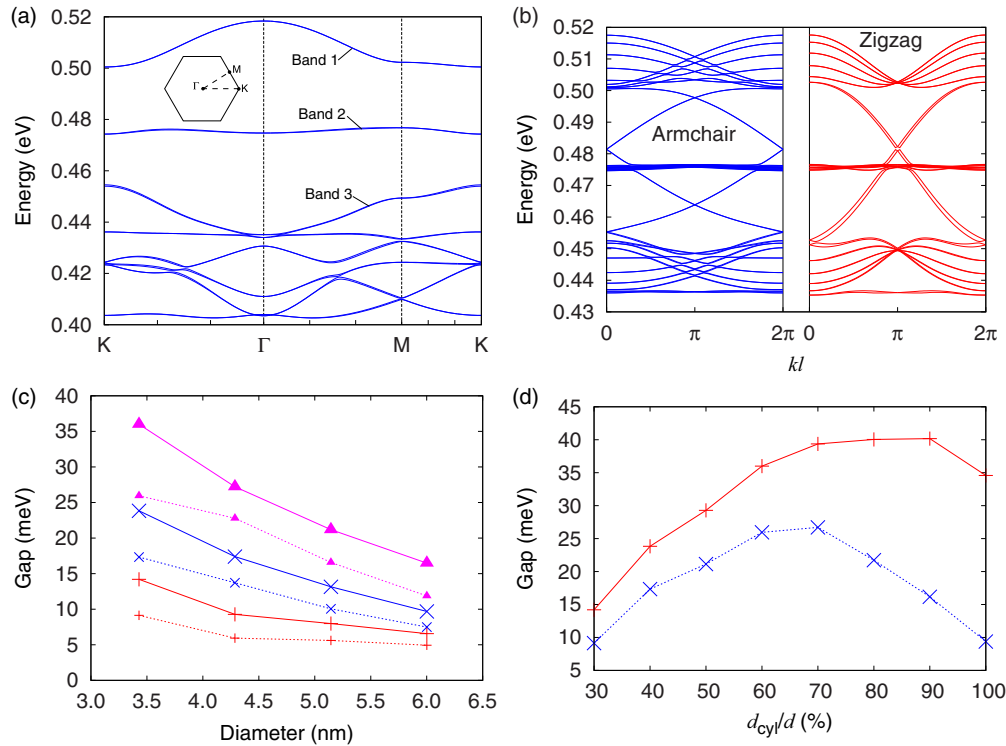 (a)
Energy (eV)
0.52
0.50
0.48
0.46
0.44
0.42
0.40
K
Γ
M
K
Band 1
Band 2
Band 3
Γ
M
K
(b)
Energy (eV)
0.52
0.51
0.50
0.49
0.48
0.47
0.46
0.45
0.44
0.43
Armchair
Zigzag
0
π
2π
0
π
2π
kl
(c)
Gap (meV)
40
35
30
25
20
15
10
5
0
3.0
3.5
4.0
4.5
5.0
5.5
6.0
6.5
Diameter (nm)
(d)
Gap (meV)
45
40
35
30
25
20
15
10
5
30
40
50
60
70
80
90
100
d_cyl/d (%)